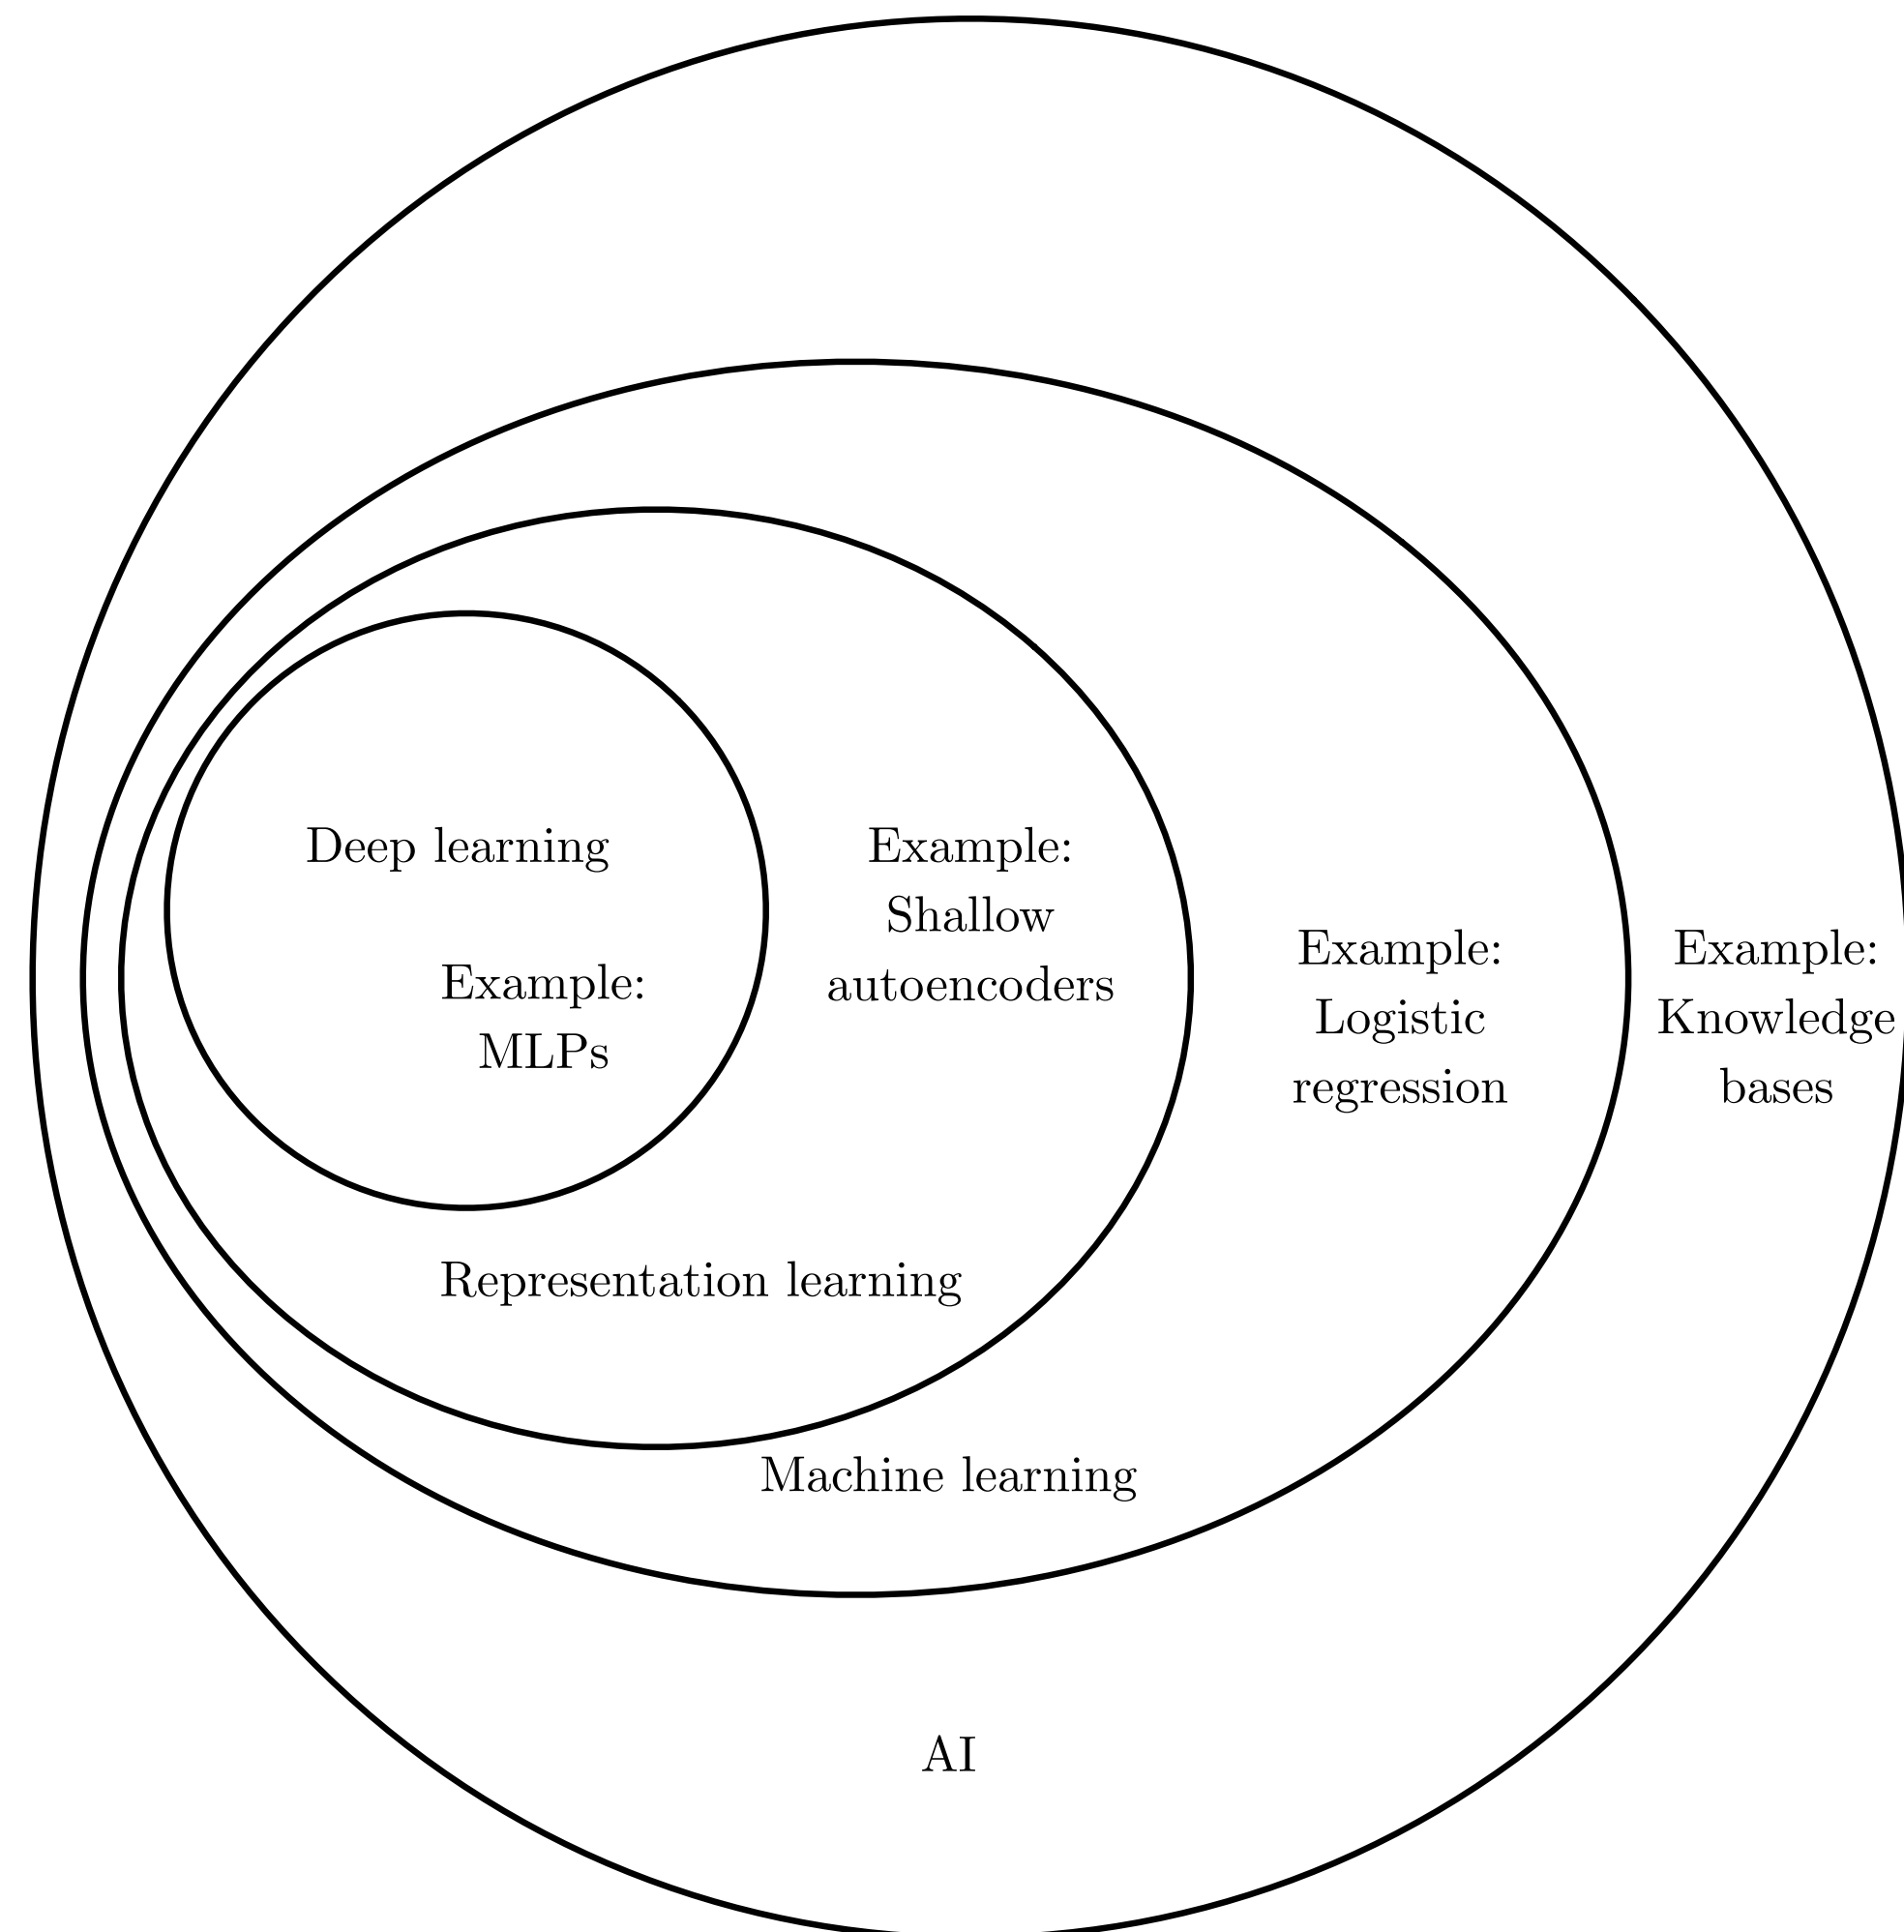 Deep learning
Example:
MLPs
Example:
Shallow
autoencoders
Example:
Logistic
regression
Example:
Knowledge
bases
Representation learning
Machine learning
AI